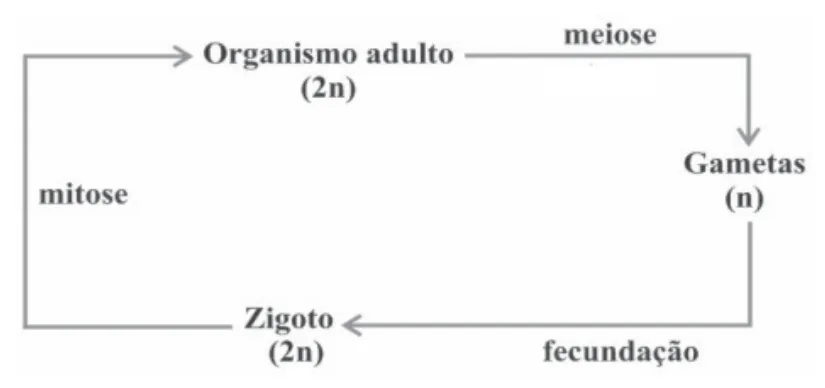 meiose
Organismo adulto
(2n)
Gametas
(n)
mitose
Zigoto
(2n)
fecundação